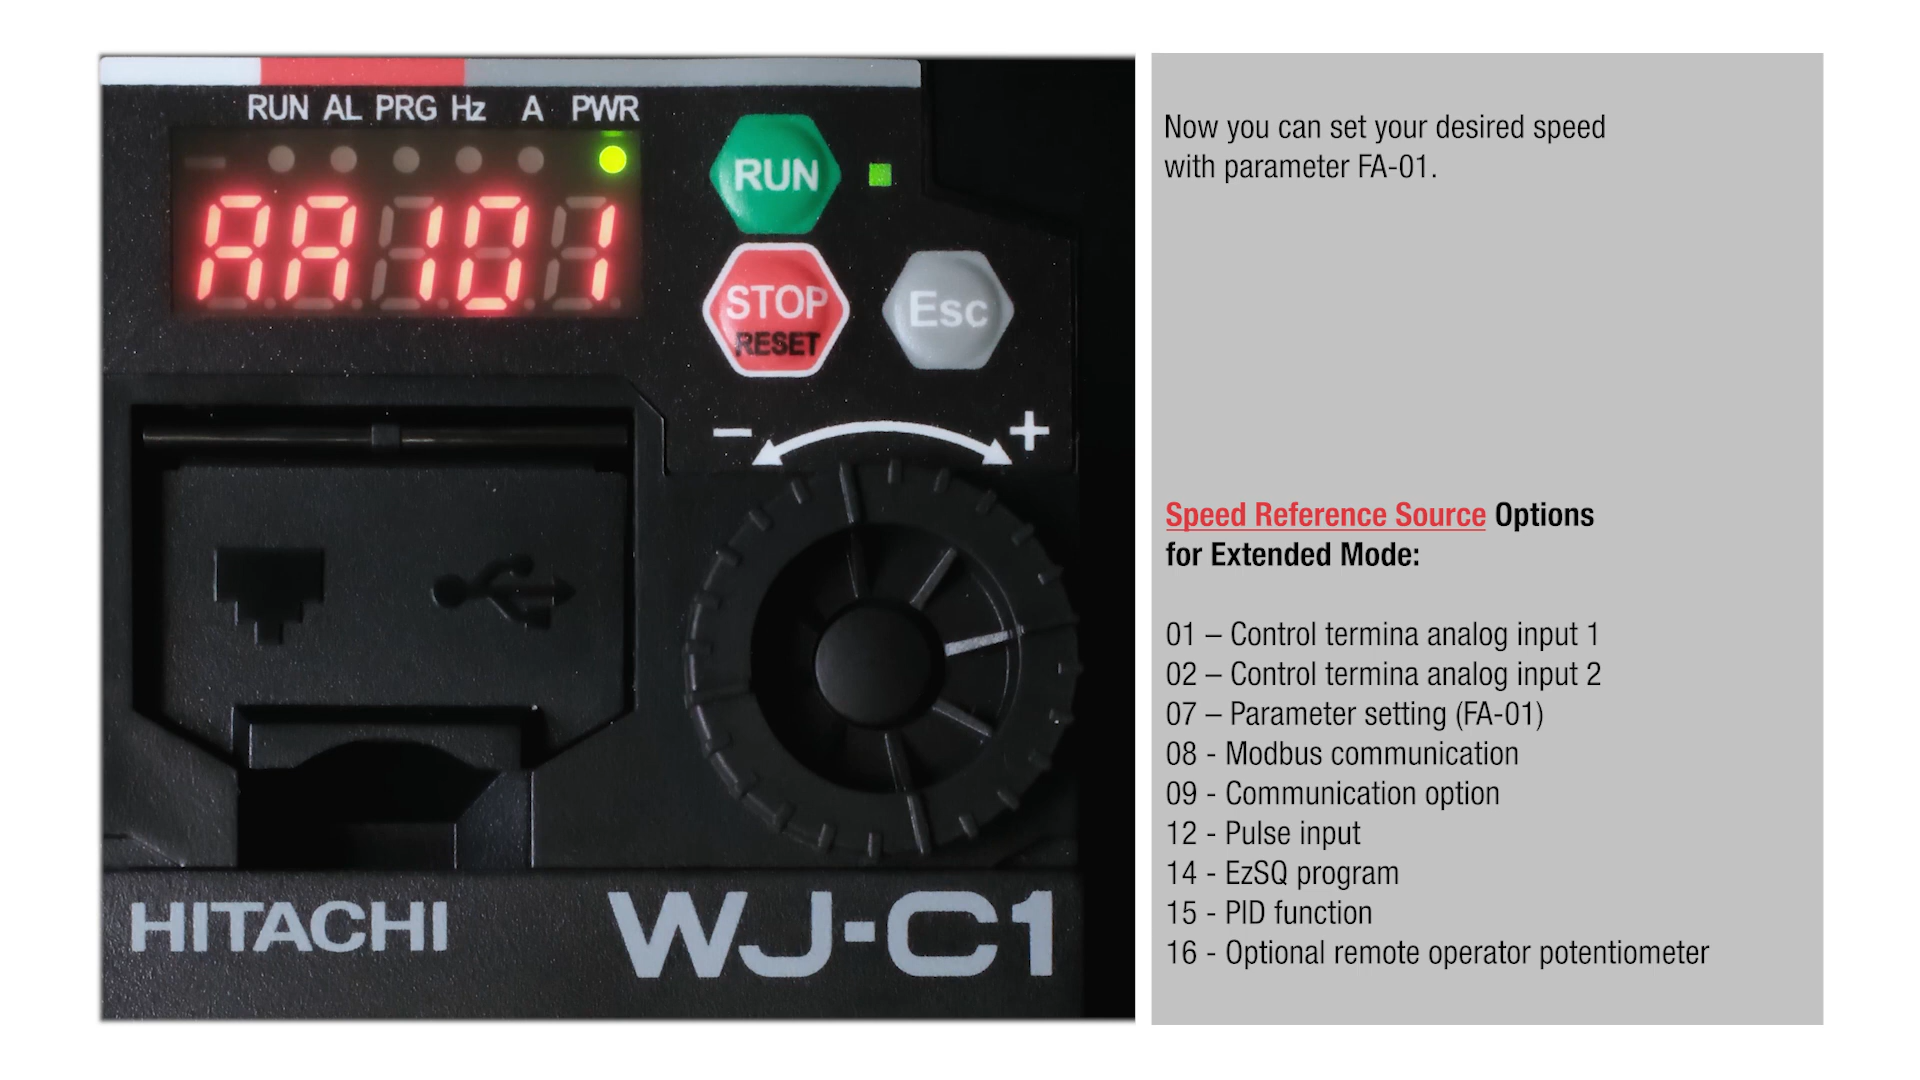 RUN AL PRG Hz A PWR
AA101
RUN
STOP
RESET
Esc
− +
HITACHI
WJ-C1
Now you can set your desired speed
with parameter FA-01.
Speed Reference Source Options
for Extended Mode:
01 – Control termina analog input 1
02 – Control termina analog input 2
07 – Parameter setting (FA-01)
08 - Modbus communication
09 - Communication option
12 - Pulse input
14 - EzSQ program
15 - PID function
16 - Optional remote operator potentiometer